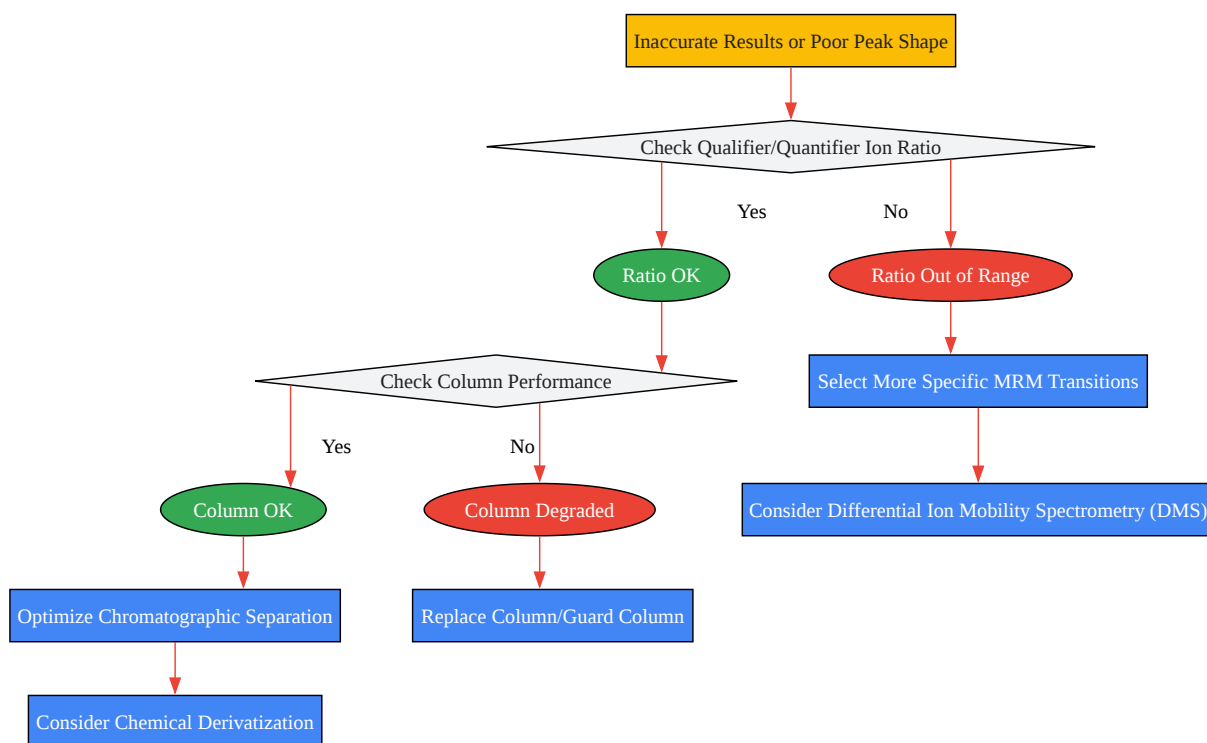 Inaccurate Results or Poor Peak Shape
Check Qualifier/Quantifier Ion Ratio
Yes
No
Ratio OK
Ratio Out of Range
Check Column Performance
Select More Specific MRM Transitions
Yes
No
Column OK
Column Degraded
Consider Differential Ion Mobility Spectrometry (DMS)
Optimize Chromatographic Separation
Replace Column/Guard Column
Consider Chemical Derivatization